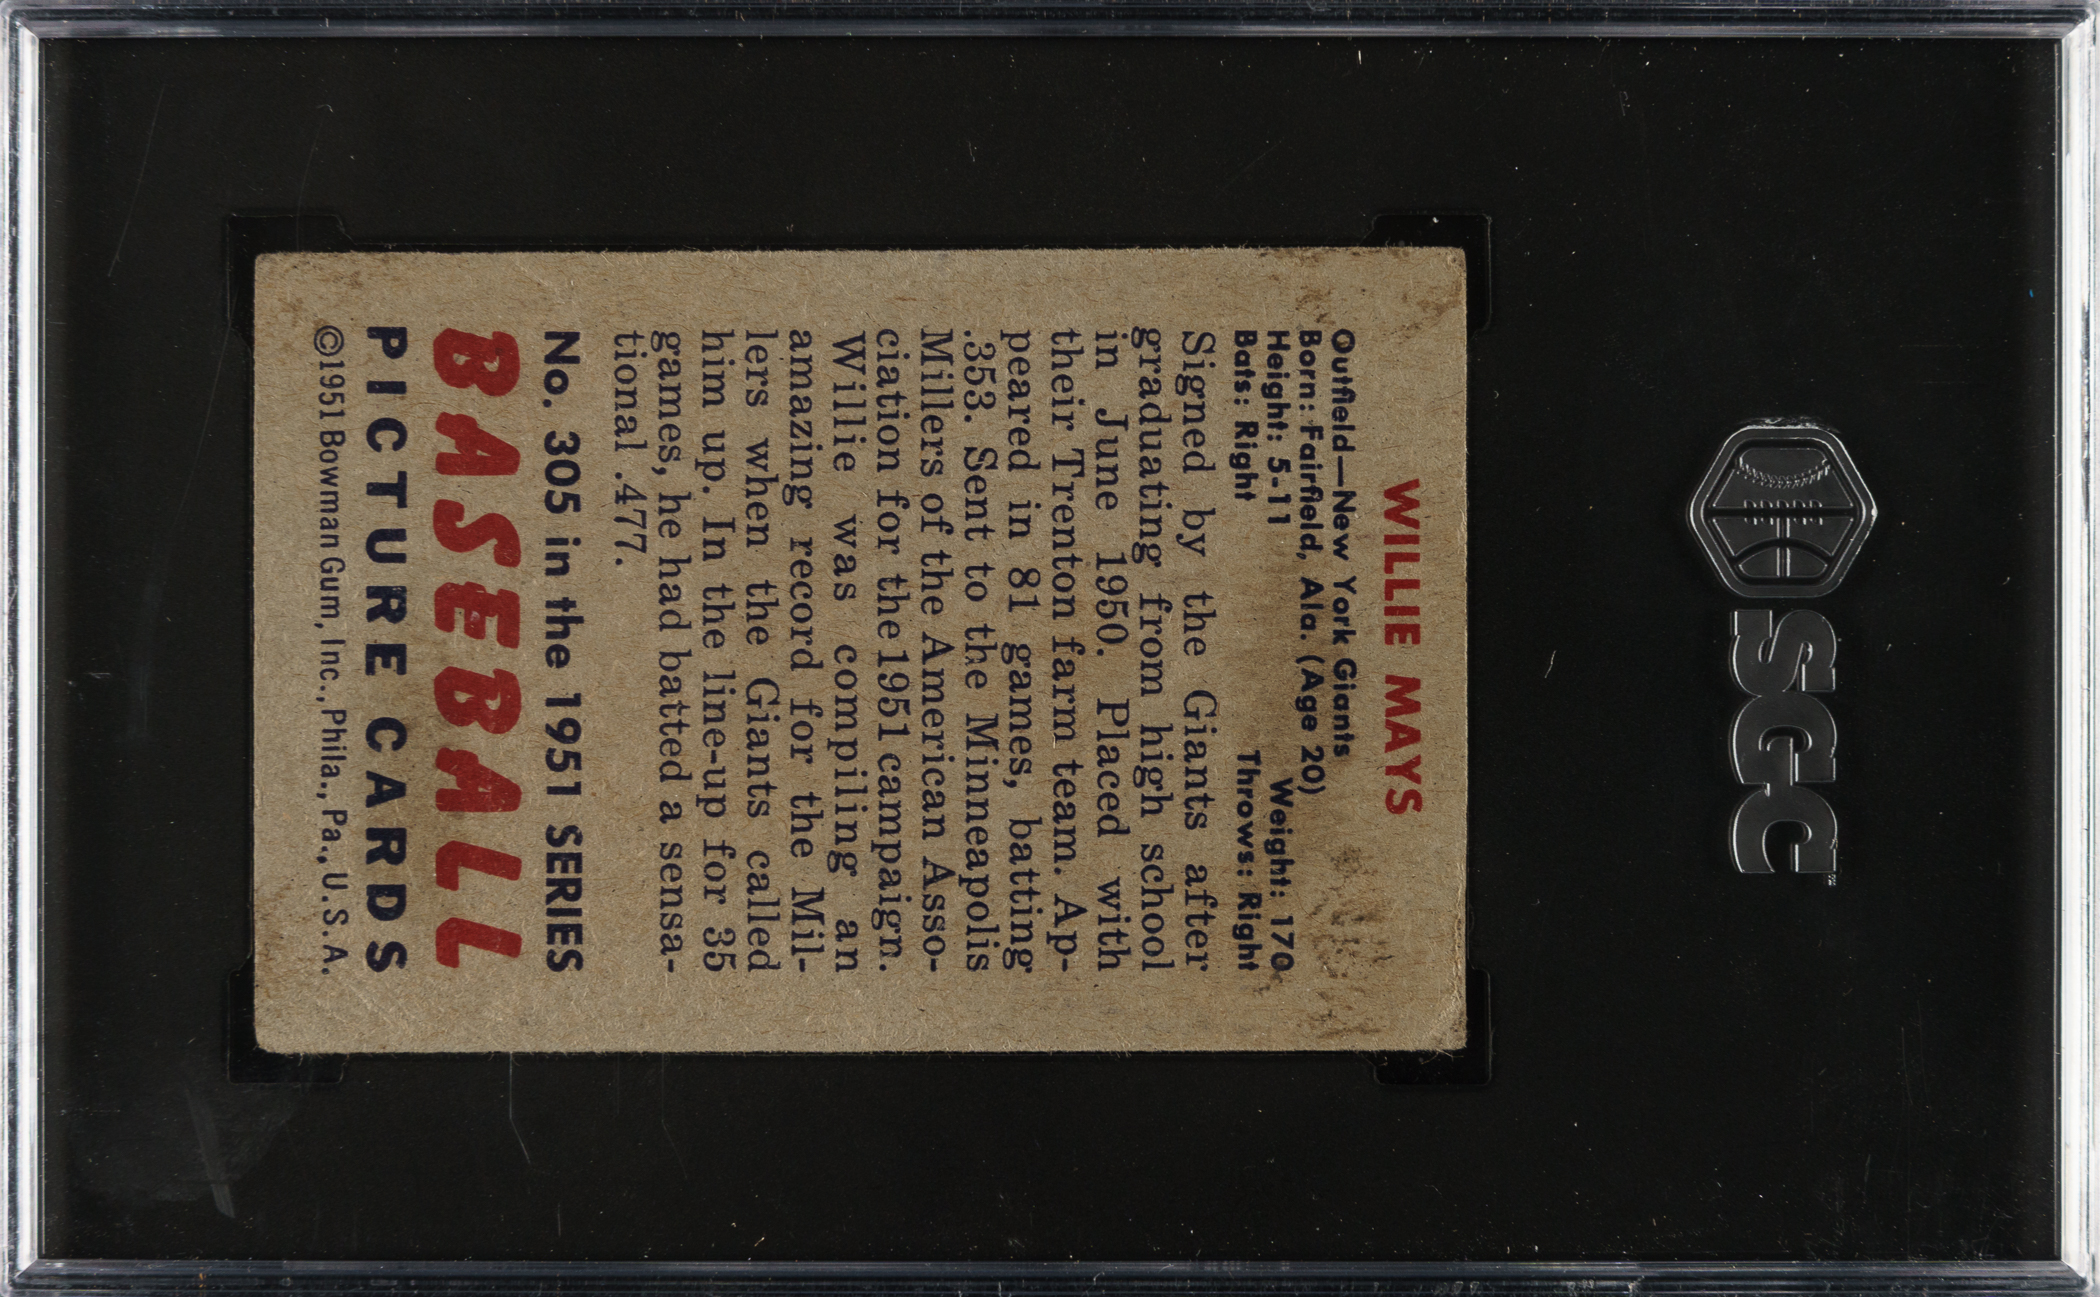 SGC
WILLIE MAYS
Outfield—New York Giants
Born: Fairfield, Ala. (Age 20)
Height: 5-11 Weight: 170
Bats: Right Throws: Right
Signed by the Giants after
graduating from high school
in June 1950. Placed with
their Trenton farm team. Ap-
peared in 81 games, batting
.353. Sent to the Minneapolis
Millers of the American Asso-
ciation for the 1951 campaign.
Willie was compiling an
amazing record for the Mil-
lers when the Giants called
him up. In the line-up for 35
games, he had batted a sensa-
tional .477.
No. 305 in the 1951 SERIES
BASEBALL
PICTURE CARDS
©1951 Bowman Gum, Inc., Phila., Pa., U.S.A.